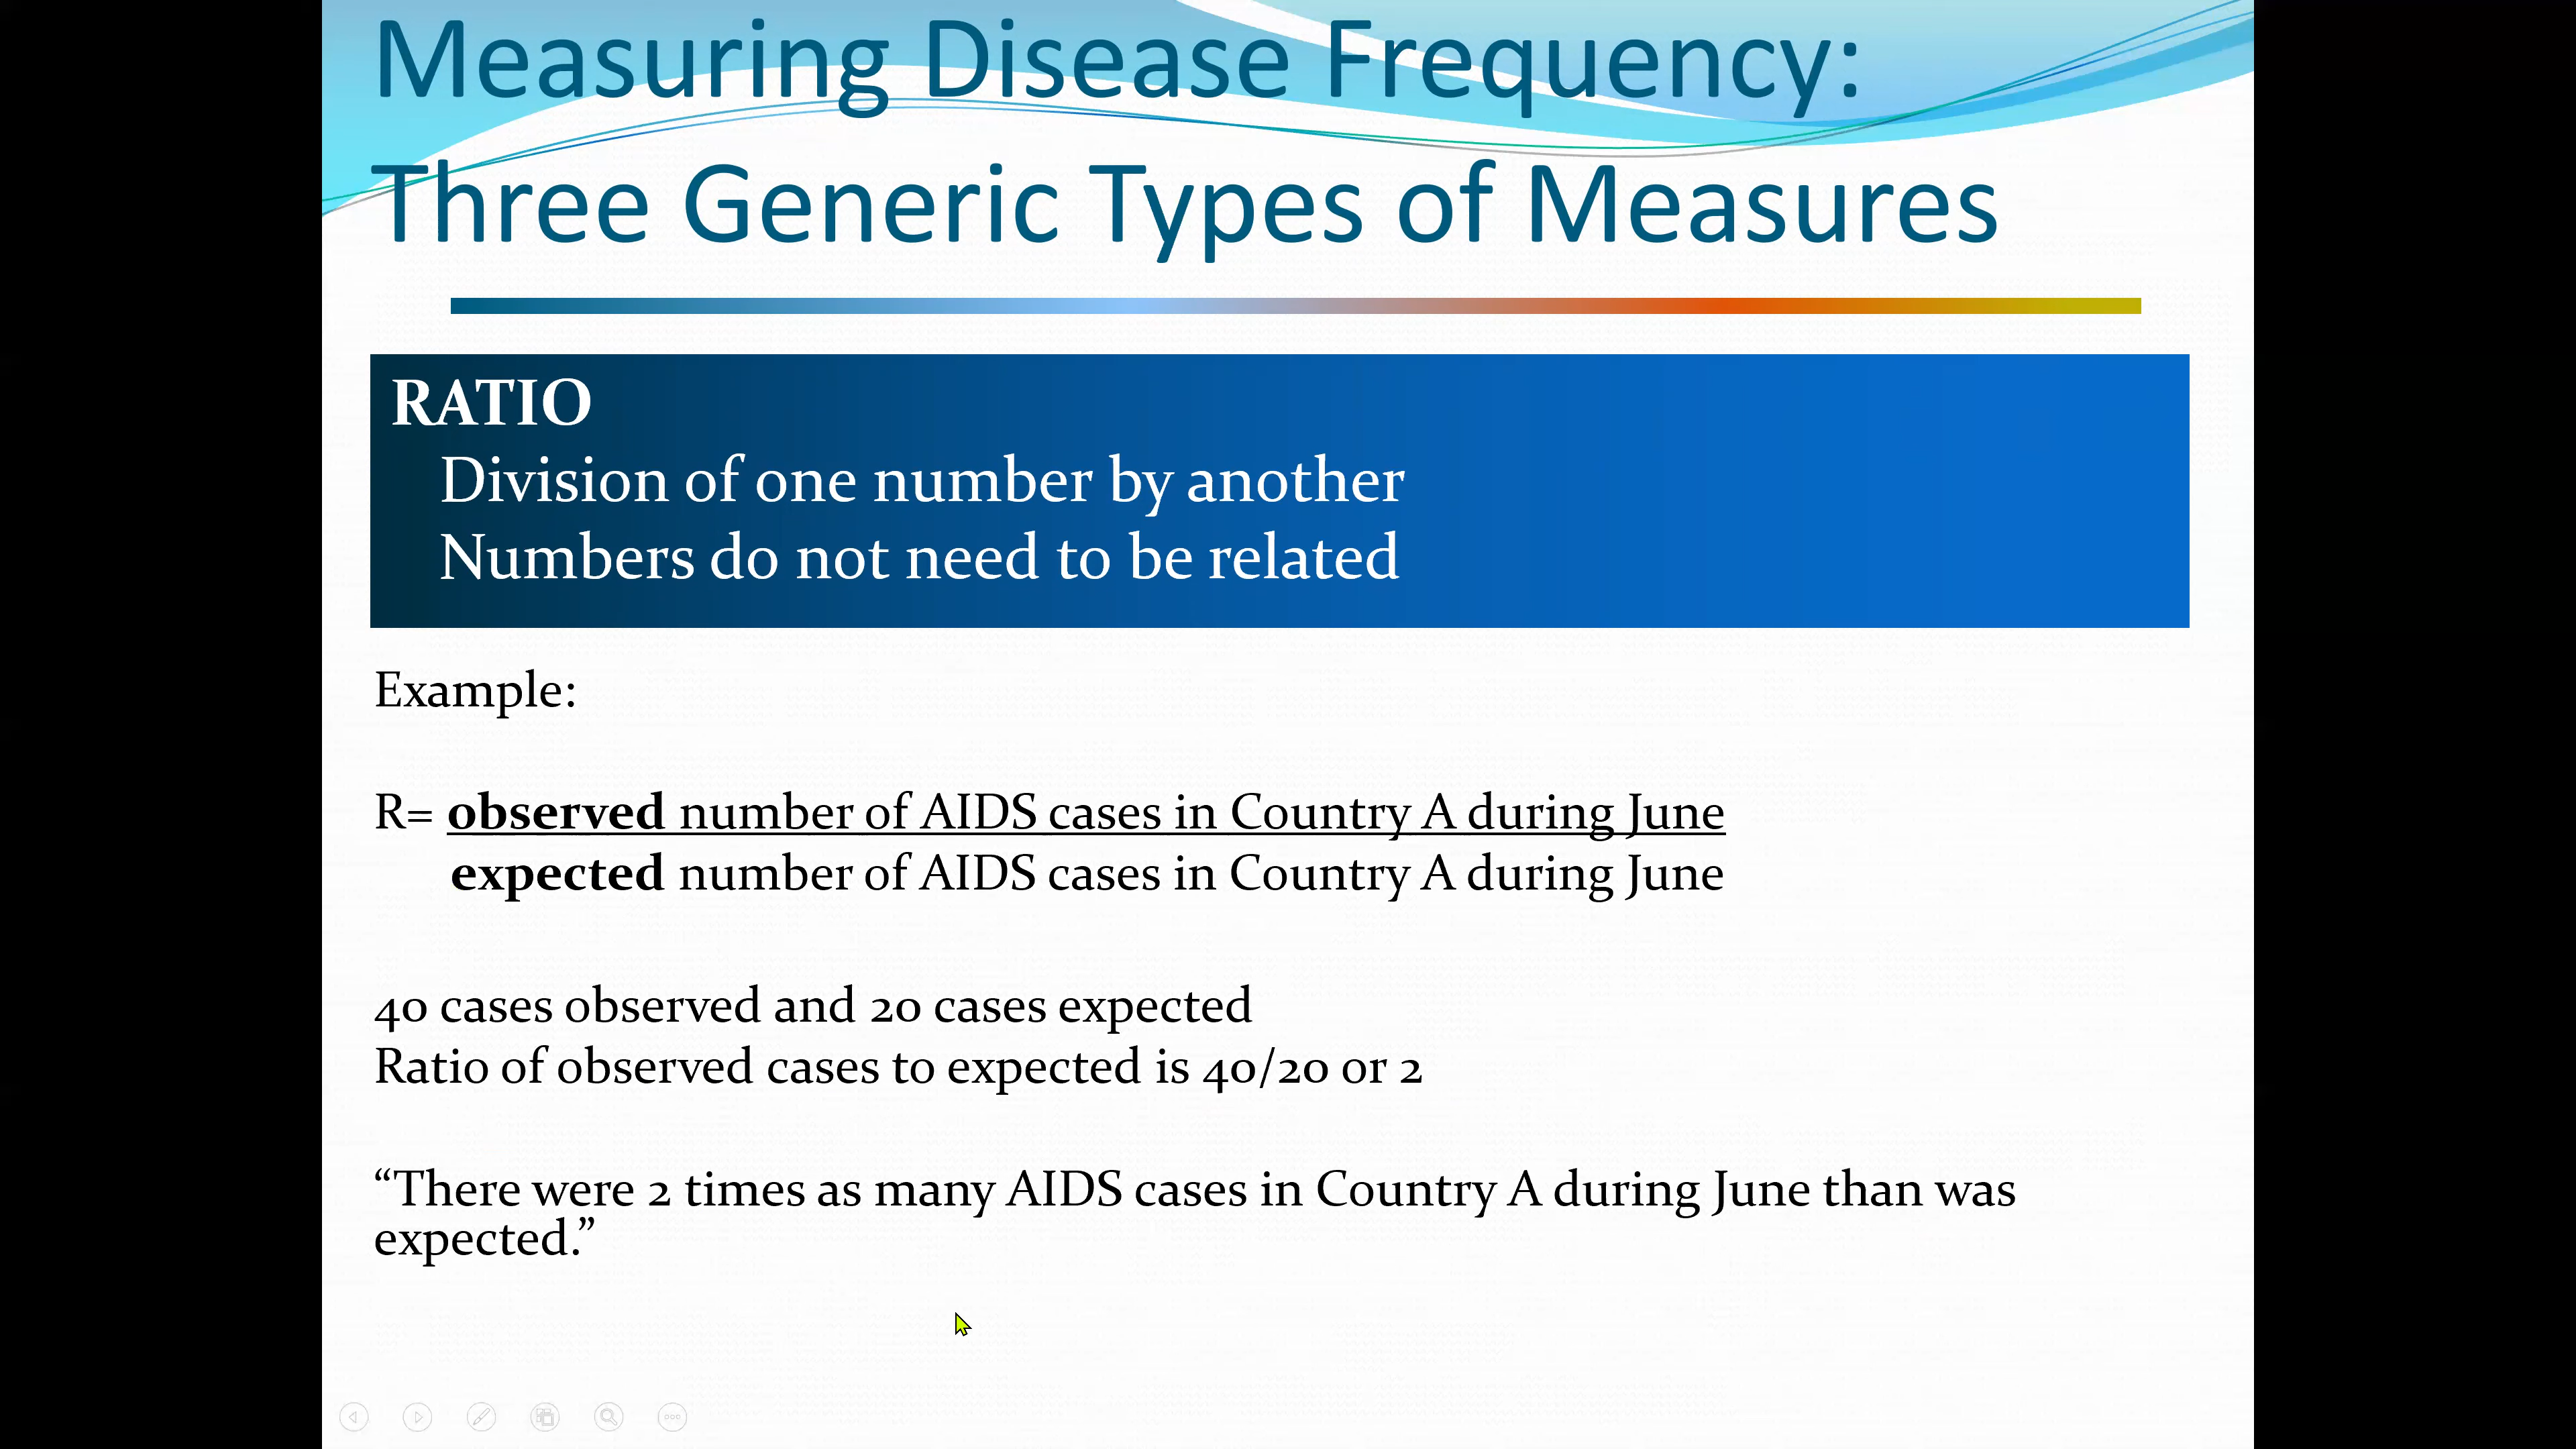 Measuring Disease Frequency:
Three Generic Types of Measures
RATIO
Division of one number by another
Numbers do not need to be related
Example:
R= observed number of AIDS cases in Country A during June
expected number of AIDS cases in Country A during June
40 cases observed and 20 cases expected
Ratio of observed cases to expected is 40/20 or 2
“There were 2 times as many AIDS cases in Country A during June than was
expected.”